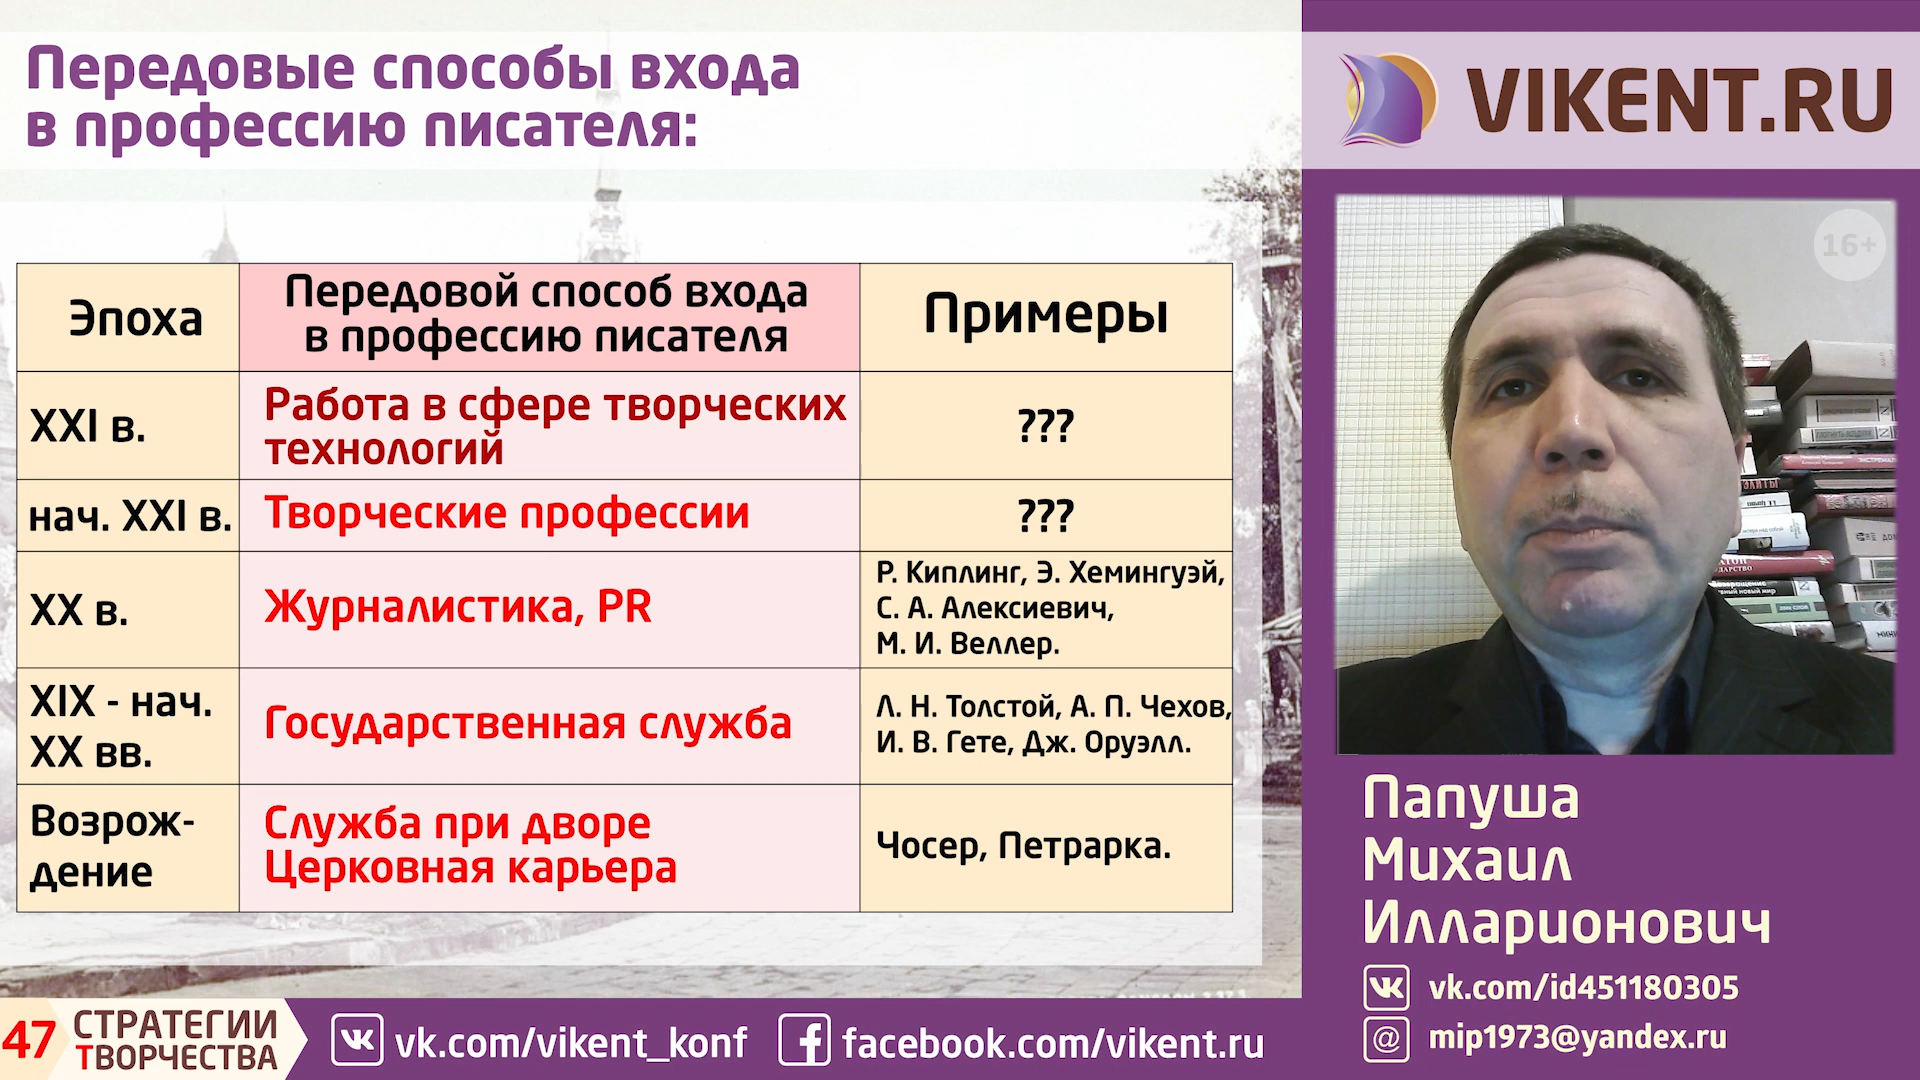 Передовые способы входа
в профессию писателя:
Эпоха
Передовой способ входа
в профессию писателя
Примеры
XXI в.
Работа в сфере творческих
технологий
???
нач. XXI в.
Творческие профессии
???
XX в.
Журналистика, PR
Р. Киплинг, Э. Хемингуэй,
С. А. Алексиевич,
М. И. Веллер.
XIX - нач.
XX вв.
Государственная служба
Л. Н. Толстой, А. П. Чехов,
И. В. Гете, Дж. Оруэлл.
Возрож-
дение
Служба при дворе
Церковная карьера
Чосер, Петрарка.
47
СТРАТЕГИИ
ТВОРЧЕСТВА
vk.com/vikent_konf
facebook.com/vikent.ru
VIKENT.RU
16+
Папуша
Михаил
Илларионович
vk.com/id451180305
mip1973@yandex.ru